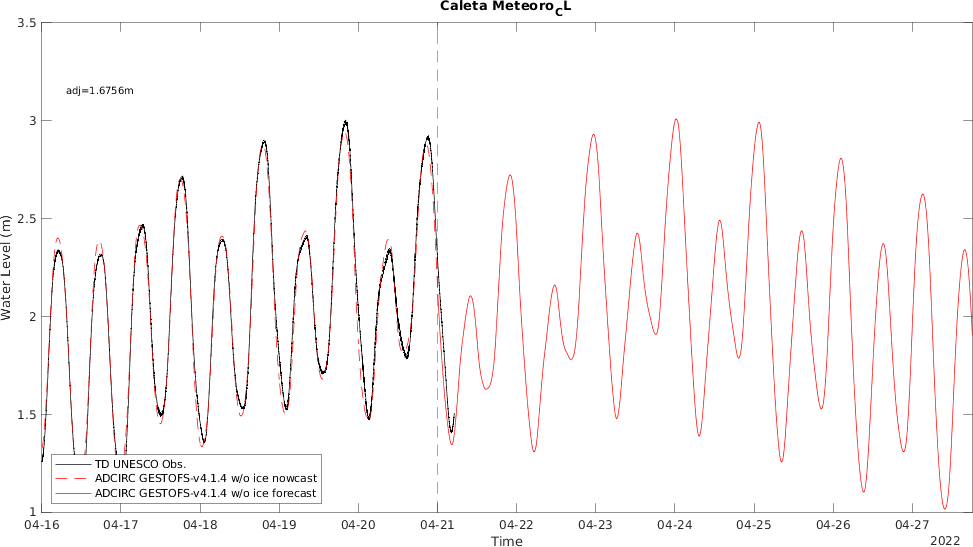 Caleta Meteoro_CL
adj=1.6756m
3.5
3
2.5
2
1.5
1
Water Level (m)
TD UNESCO Obs.
ADCIRC GESTOFS-v4.1.4 w/o ice nowcast
ADCIRC GESTOFS-v4.1.4 w/o ice forecast
04-16 04-17 04-18 04-19 04-20 04-21 04-22 04-23 04-24 04-25 04-26 04-27
Time
2022